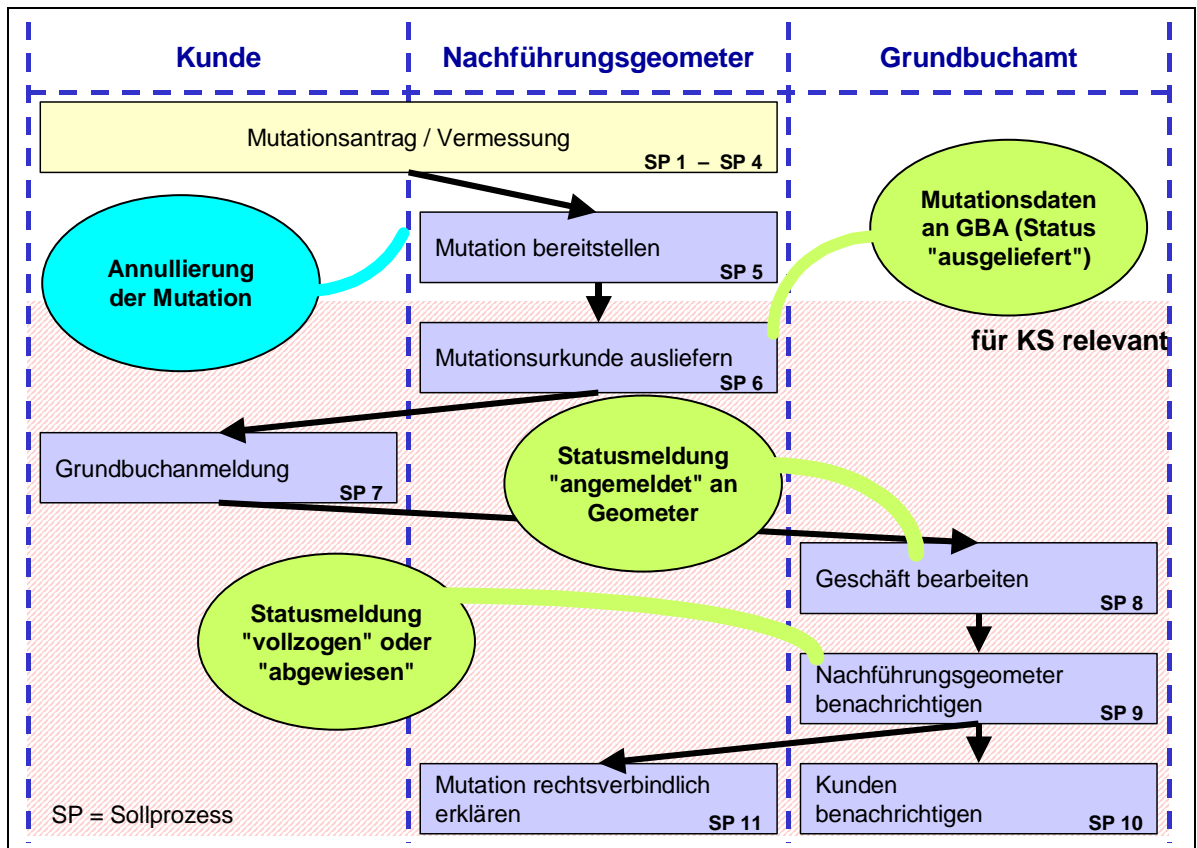 Kunde
Nachführungsgeometer
Grundbuchamt
Mutationsantrag / Vermessung
SP 1 – SP 4
Mutationsdaten
an GBA (Status
"ausgeliefert")
Mutation bereitstellen
SP 5
Annullierung
der Mutation
für KS relevant
Mutationsurkunde ausliefern
SP 6
Grundbuchanmeldung
SP 7
Statusmeldung
"angemeldet" an
Geometer
Geschäft bearbeiten
SP 8
Statusmeldung
"vollzogen" oder
"abgewiesen"
Nachführungsgeometer
benachrichtigen
SP 9
Mutation rechtsverbindlich
erklären
SP 11
Kunden
benachrichtigen
SP 10
SP = Sollprozess